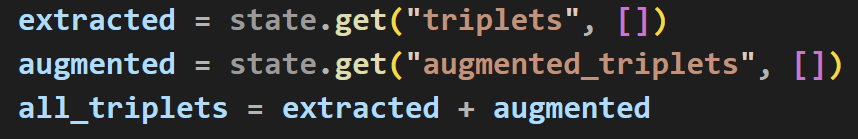 extracted = state.get("triplets", [])
augmented = state.get("augmented_triplets", [])
all_triplets = extracted + augmented